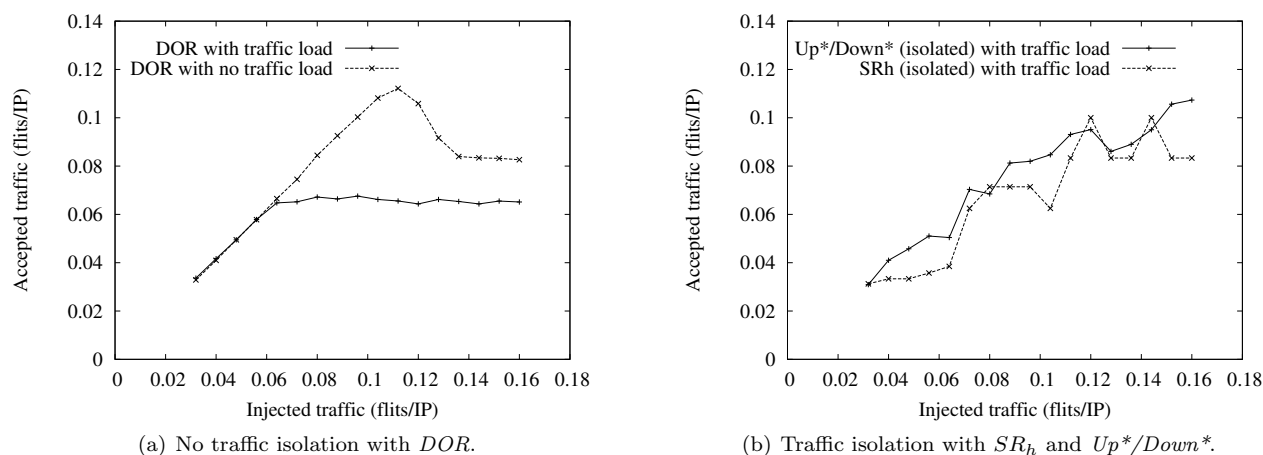 0.14
0.12
0.1
0.08
0.06
0.04
0.02
0
Accepted traffic (flits/IP)
DOR with traffic load
DOR with no traffic load
0 0.02 0.04 0.06 0.08 0.1 0.12 0.14 0.16 0.18
Injected traffic (flits/IP)
(a) No traffic isolation with DOR.
0.14
0.12
0.1
0.08
0.06
0.04
0.02
0
Accepted traffic (flits/IP)
Up*/Down* (isolated) with traffic load
SRh (isolated) with traffic load
0 0.02 0.04 0.06 0.08 0.1 0.12 0.14 0.16 0.18
Injected traffic (flits/IP)
(b) Traffic isolation with SRₕ and Up*/Down*.